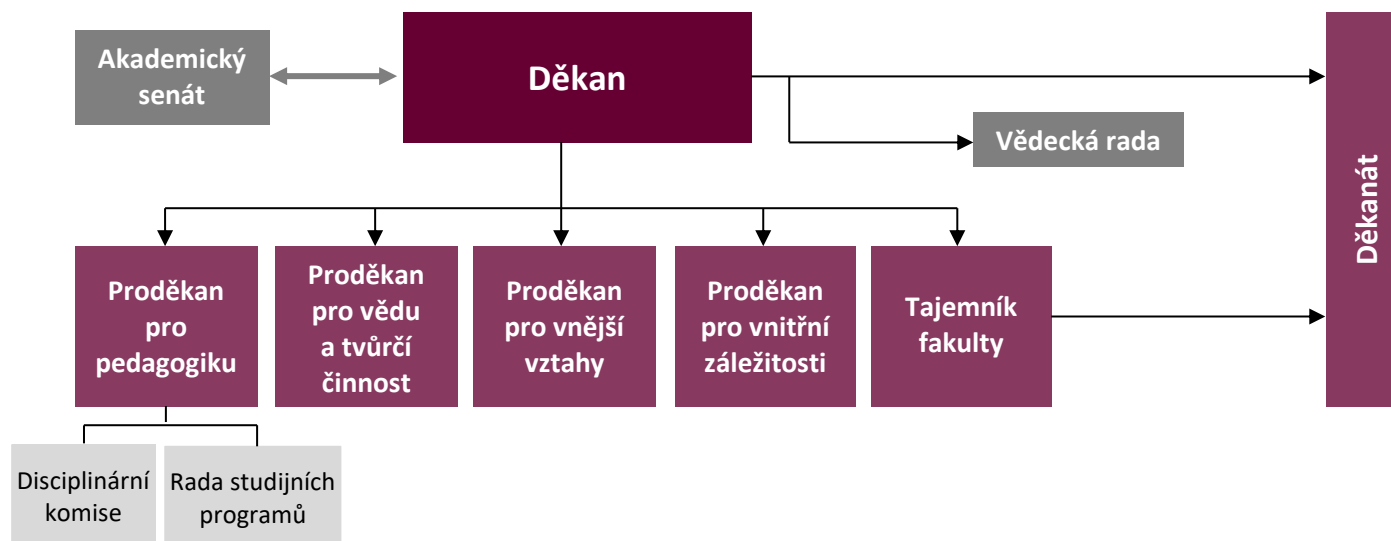 Akademický
senát
Děkan
Vědecká rada
Děkanát
Proděkan
pro
pedagogiku
Proděkan
pro vědu
a tvůrčí
činnost
Proděkan
pro vnější
vztahy
Proděkan
pro vnitřní
záležitosti
Tajemník
fakulty
Disciplinární
komise
Rada studijních
programů